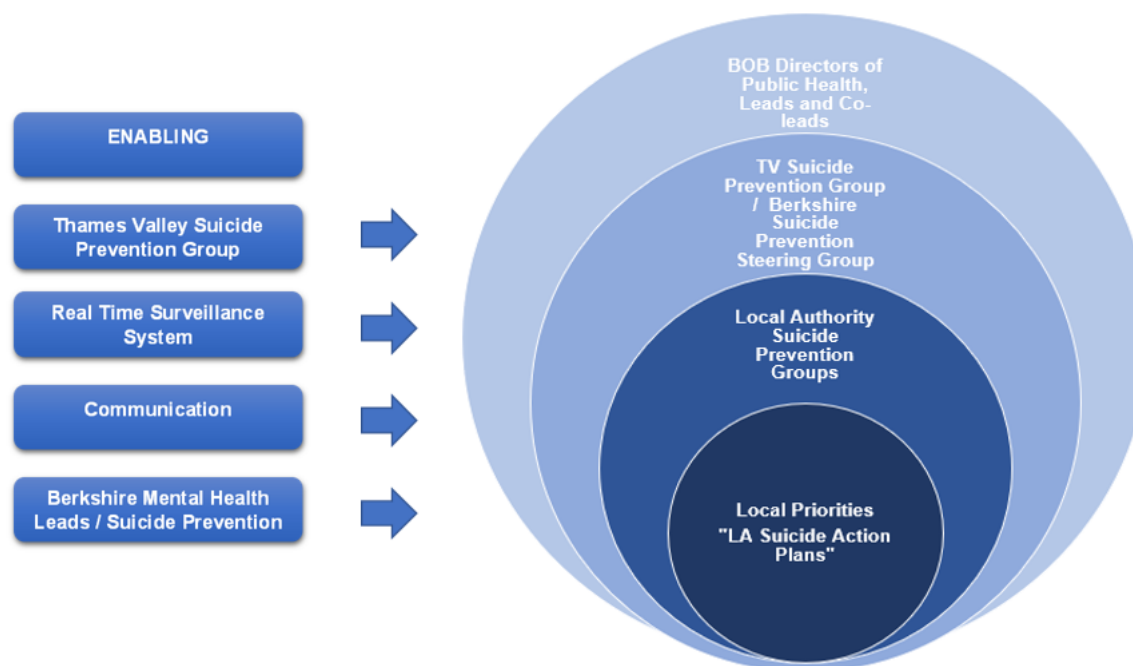 ENABLING
Thames Valley Suicide
Prevention Group
Real Time Surveillance
System
Communication
Berkshire Mental Health
Leads / Suicide Prevention
BOB Directors of
Public Health,
Leads and Co-
leads
TV Suicide
Prevention Group
/ Berkshire
Suicide
Prevention
Steering Group
Local Authority
Suicide
Prevention
Groups
Local Priorities
"LA Suicide Action
Plans"